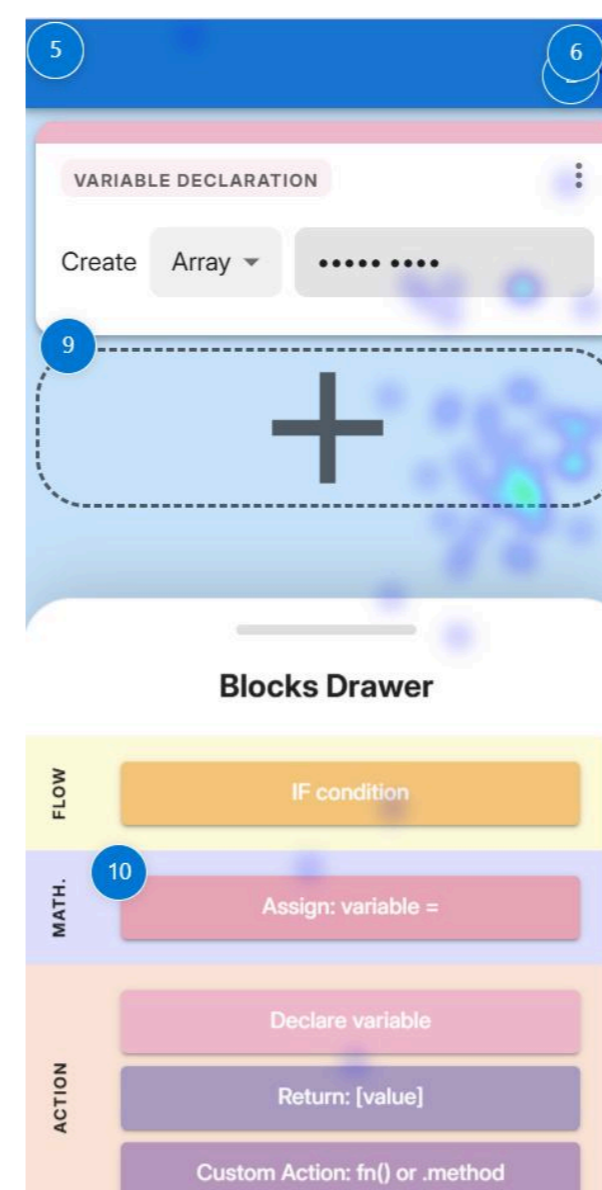 5
6
VARIABLE DECLARATION
Create Array ••••• ••••
9
Blocks Drawer
FLOW
IF condition
10
MATH.
Assign: variable =
ACTION
Declare variable
Return: [value]
Custom Action: fn() or .method